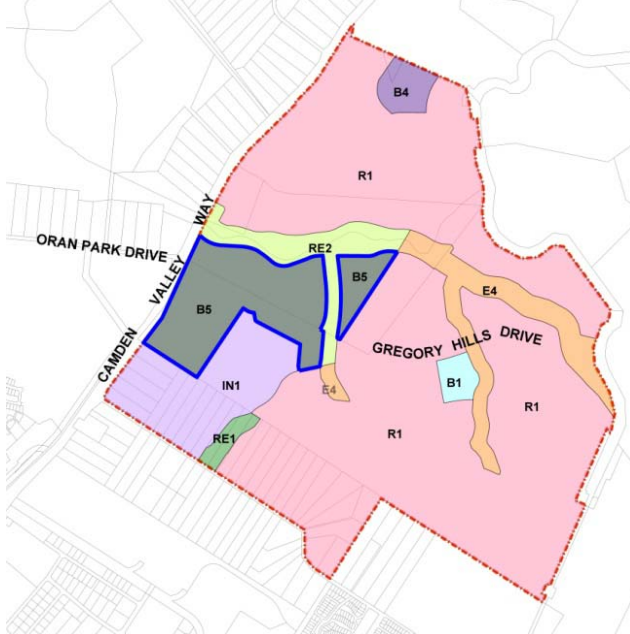 B4
R1
WAY
RE2
ORAN PARK DRIVE
VALLEY
B5
E4
B5
CAMDEN
GREGORY HILLS DRIVE
IN1
E4
B1
R1
R1
RE1